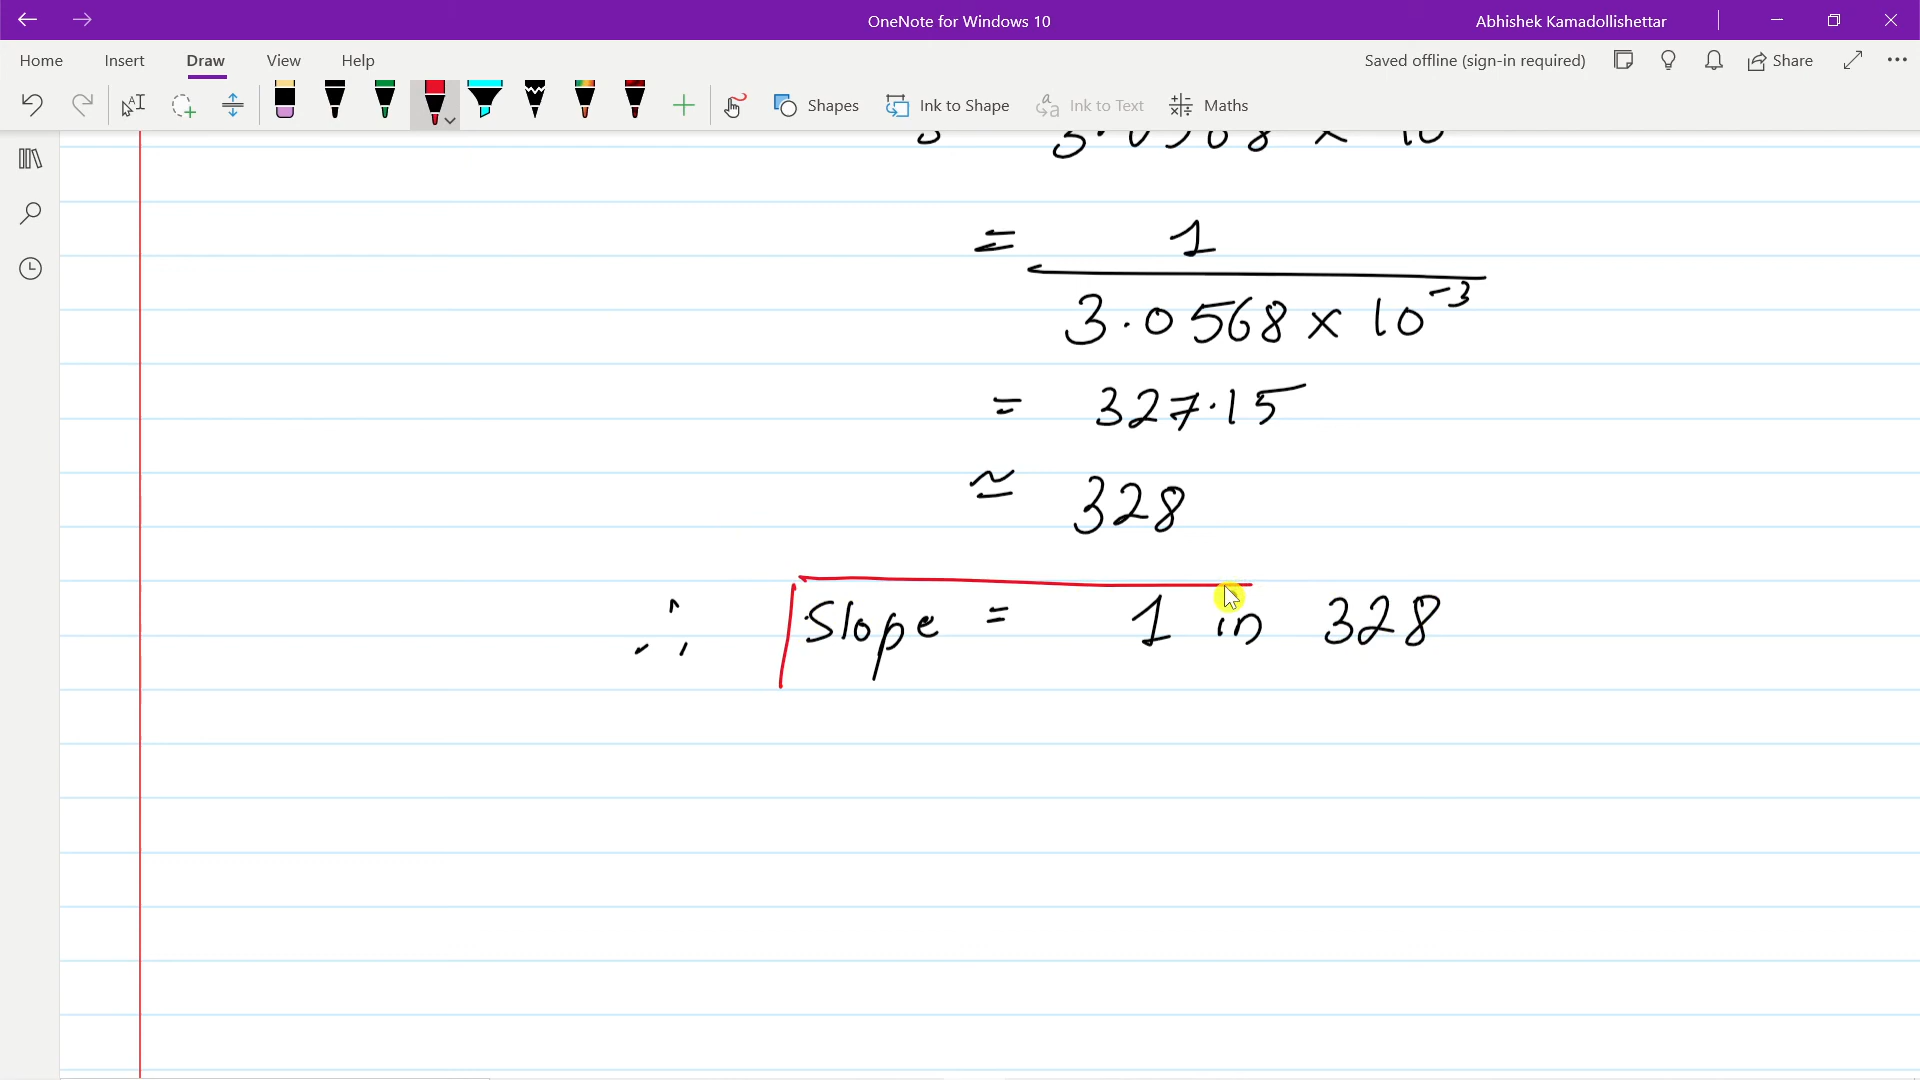 OneNote for Windows 10
Abhishek Kamadollishettar
Home Insert Draw View Help
Saved offline (sign-in required) Share
Shapes Ink to Shape Ink to Text Maths
= 1
3.0568 × 10⁻³
= 327.15
≃ 328
∴ Slope = 1 in 328